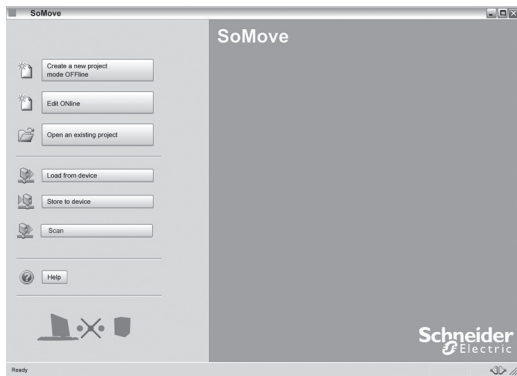 SoMove
SoMove
Create a new project
mode OFFline
Edit ONline
Open an existing project
Load from device
Store to device
Scan
Help
Schneider
Electric
Ready